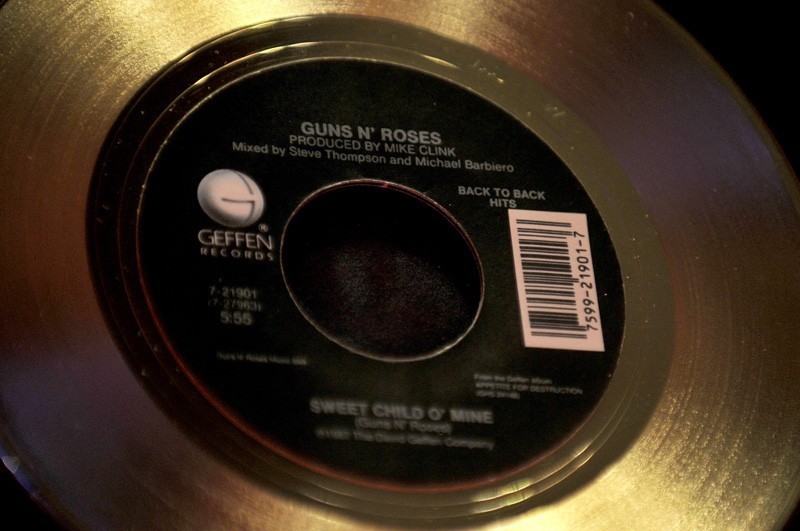 GUNS N' ROSES
PRODUCED BY MIKE CLINK
Mixed by Steve Thompson and Michael Barbiero
BACK TO BACK
HITS
G
GEFFEN®
RECORDS
7-21901
(7-27963)
5:55
7599-21901-7
From the Geffen album
APPETITE FOR DESTRUCTION
SWEET CHILD O' MINE
(Guns N' Roses)
©1987 The David Geffen Company